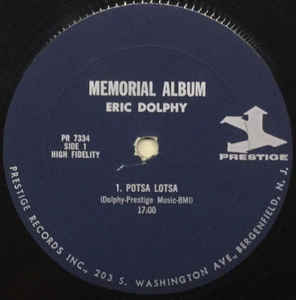 MEMORIAL ALBUM
ERIC DOLPHY
PR 7334
SIDE 1
HIGH FIDELITY
PRESTIGE
1. POTSA LOTSA
(Dolphy-Prestige Music-BMI)
17:00
PRESTIGE RECORDS INC., 203 S. WASHINGTON AVE., BERGENFIELD, N. J.